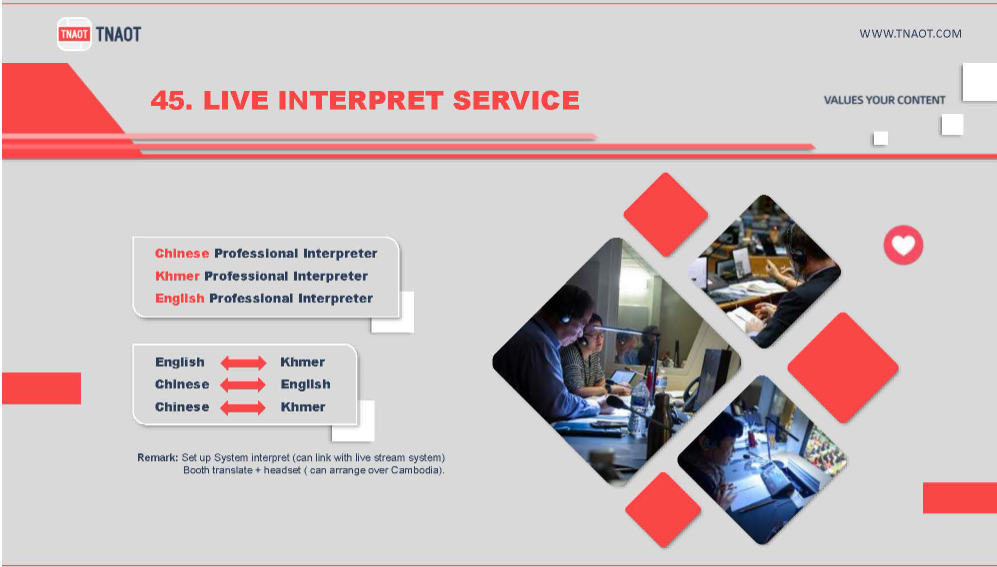 TNAOT TNAOT
WWW.TNAOT.COM
45. LIVE INTERPRET SERVICE
VALUES YOUR CONTENT
Chinese Professional Interpreter
Khmer Professional Interpreter
English Professional Interpreter
English Khmer
Chinese English
Chinese Khmer
Remark: Set up System interpret (can link with live stream system)
Booth translate + headset ( can arrange over Cambodia).